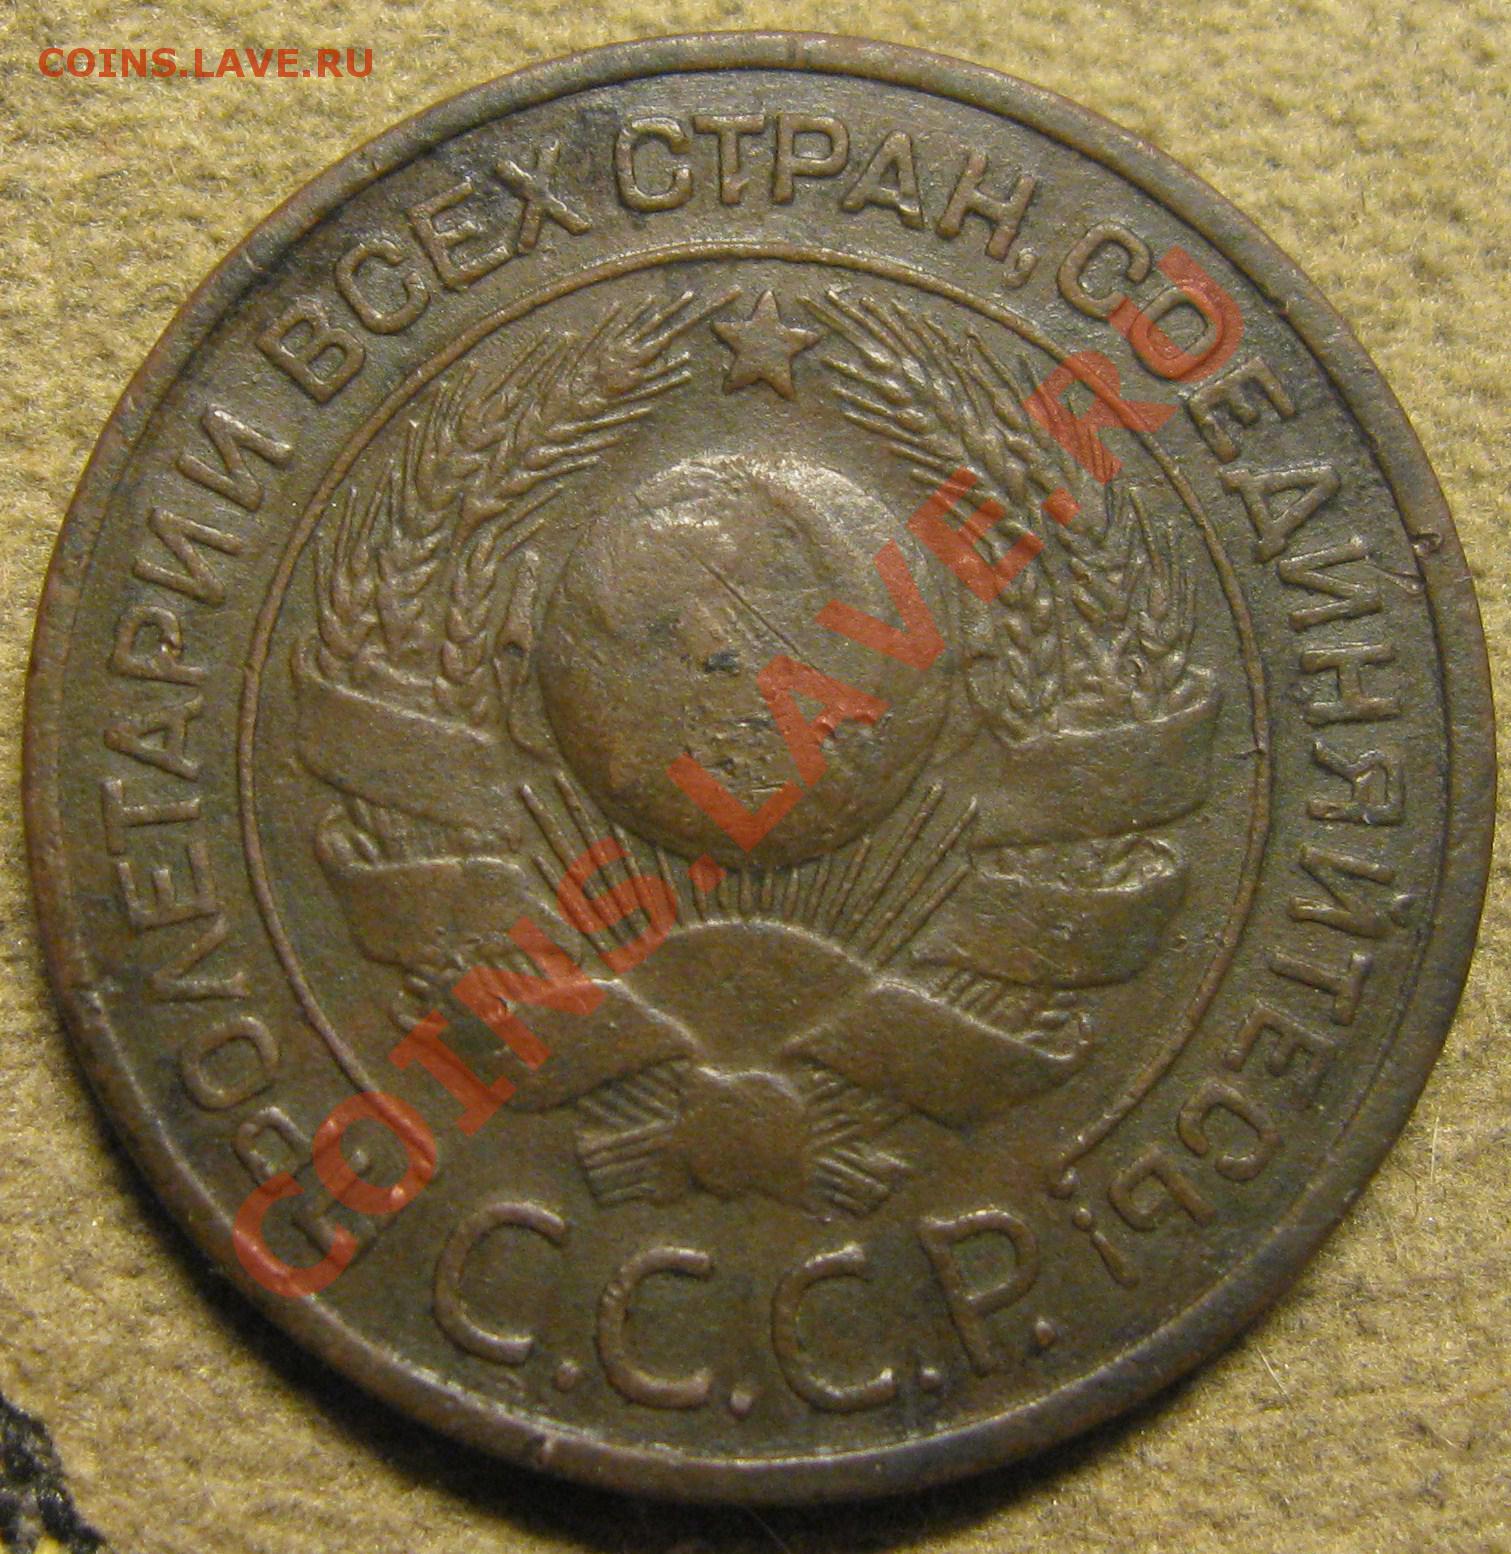 COINS.LAVE.RU
ПРОЛЕТАРИИ ВСЕХ СТРАН, СОЕДИНЯЙТЕСЬ!
С.С.С.Р.
COINS.LAVE.RU